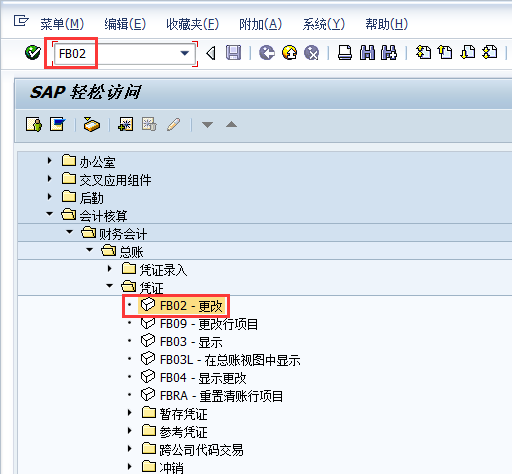 菜单(M) 编辑(E) 收藏夹(F) 附加(A) 系统(Y) 帮助(H)
FB02
SAP 轻松访问
办公室
交叉应用组件
后勤
会计核算
财务会计
总账
凭证录入
凭证
FB02 - 更改
FB09 - 更改行项目
FB03 - 显示
FB03L - 在总账视图中显示
FB04 - 显示更改
FBRA - 重置清账行项目
暂存凭证
参考凭证
跨公司代码交易
冲销